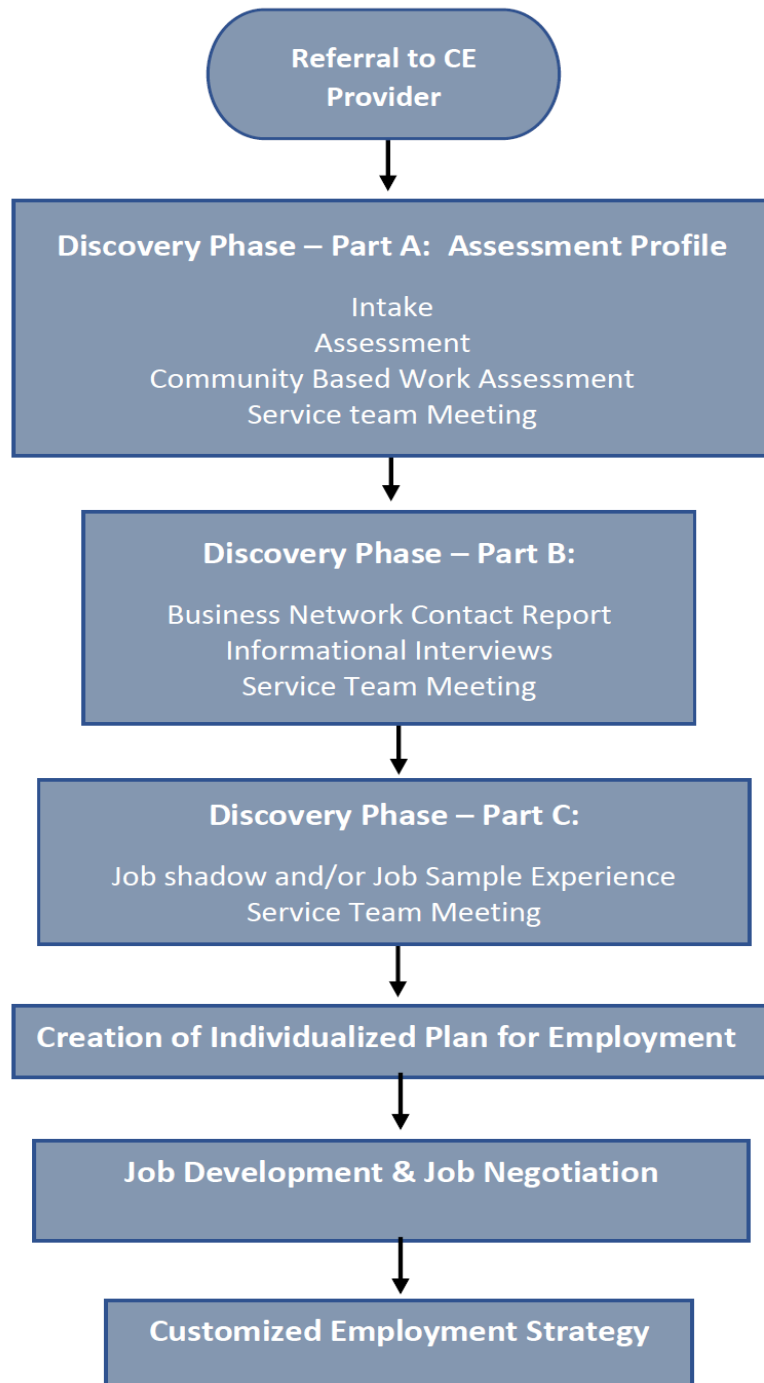 Referral to CE
Provider
Discovery Phase – Part A:  Assessment Profile
Intake
Assessment
Community Based Work Assessment
Service team Meeting
Discovery Phase – Part B:
Business Network Contact Report
Informational Interviews
Service Team Meeting
Discovery Phase – Part C:
Job shadow and/or Job Sample Experience
Service Team Meeting
Creation of Individualized Plan for Employment
Job Development & Job Negotiation
Customized Employment Strategy